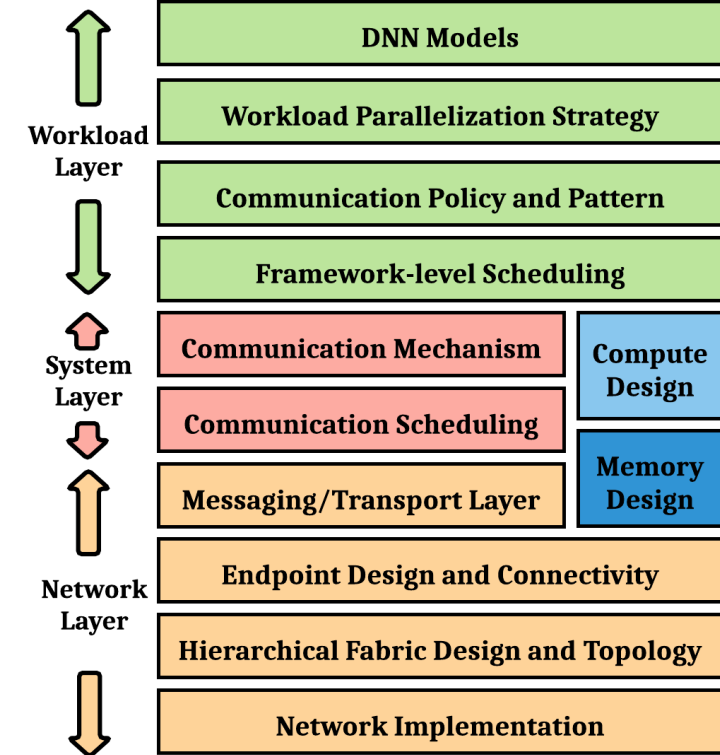 DNN Models
Workload Parallelization Strategy
Workload
Layer
Communication Policy and Pattern
Framework-level Scheduling
Communication Mechanism
System
Layer
Communication Scheduling
Compute
Design
Messaging/Transport Layer
Memory
Design
Endpoint Design and Connectivity
Network
Layer
Hierarchical Fabric Design and Topology
Network Implementation